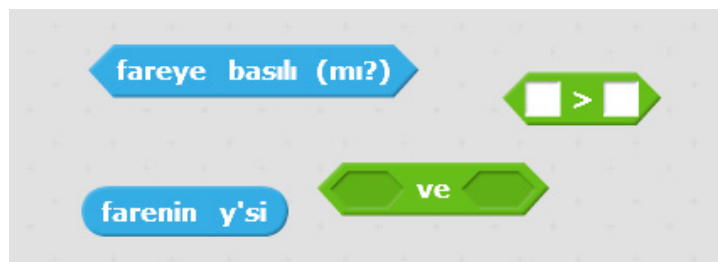 fareye basılı (mı?)
>
ve
farenin y'si